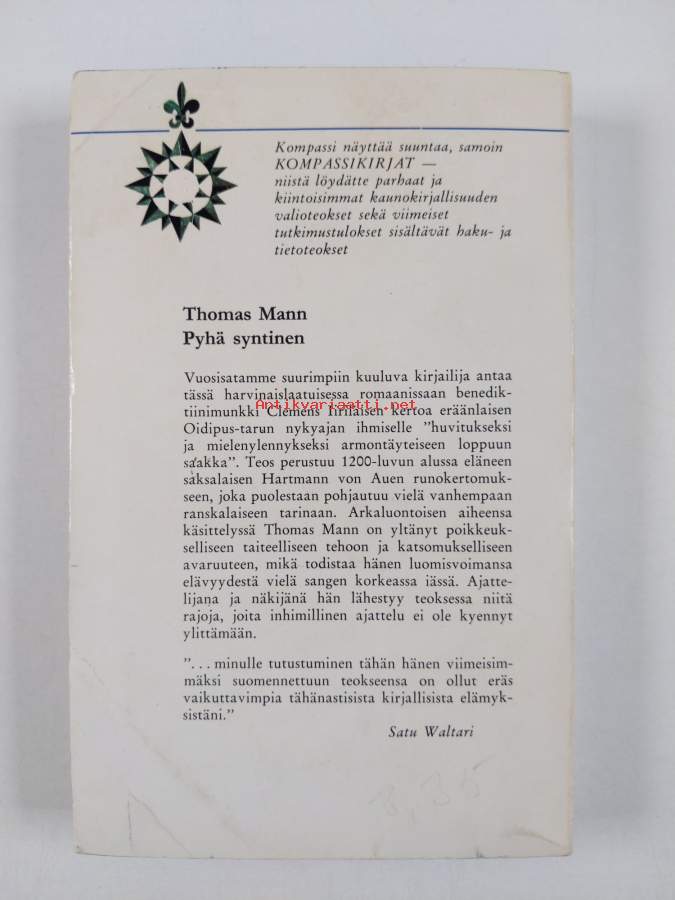 Kompassi näyttää suuntaa, samoin
KOMPASSIKIRJAT —
niistä löydätte parhaat ja
kiintoisimmat kaunokirjallisuuden
valioteokset sekä viimeiset
tutkimustulokset sisältävät haku- ja
tietoteokset
Thomas Mann
Pyhä syntinen
Vuosisatamme suurimpiin kuuluva kirjailija antaa
tässä harvinaislaatuisessa romaanissaan benedik-
Antikvariaatti.net
tiinimunkki Clemens Irlilaisen kertoa eräänlaisen
Oidipus-tarun nykyajan ihmiselle ”huvitukseksi
ja mielenylennykseksi armontäyteiseen loppuun
saakka”. Teos perustuu 1200-luvun alussa eläneen
saksalaisen Hartmann von Auen runokertomuk-
seen, joka puolestaan pohjautuu vielä vanhempaan
ranskalaiseen tarinaan. Arkaluontoisen aiheensa
käsittelyssä Thomas Mann on yltänyt poikkeuk-
selliseen taiteelliseen tehoon ja katsomukselliseen
avaruuteen, mikä todistaa hänen luomisvoimansa
elävyydestä vielä sangen korkeassa iässä. Ajatte-
lijana ja näkijänä hän lähestyy teoksessa niitä
rajoja, joita inhimillinen ajattelu ei ole kyennyt
ylittämään.
”. . . minulle tutustuminen tähän hänen viimeisim-
mäksi suomennettuun teokseensa on ollut eräs
vaikuttavimpia tähänastisista kirjallisista elämyk-
sistäni.”
Satu Waltari
3,35